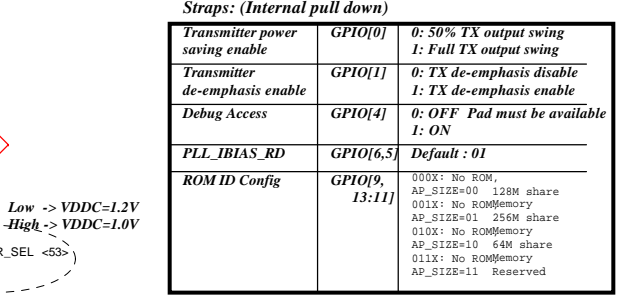 Straps: (Internal pull down)
Transmitter power saving enable GPIO[0] 0: 50% TX output swing
1: Full TX output swing
Transmitter de-emphasis enable GPIO[1] 0: TX de-emphasis disable
1: TX de-emphasis enable
Debug Access GPIO[4] 0: OFF Pad must be available
1: ON
PLL_IBIAS_RD GPIO[6,5] Default : 01
ROM ID Config GPIO[9, 13:11] 000X: No ROM,
AP_SIZE=00 128M share
001X: No ROM, Memory
AP_SIZE=01 256M share
010X: No ROM, Memory
AP_SIZE=10 64M share
011X: No ROM, Memory
AP_SIZE=11 Reserved
Low -> VDDC=1.2V
High -> VDDC=1.0V
R_SEL <53>